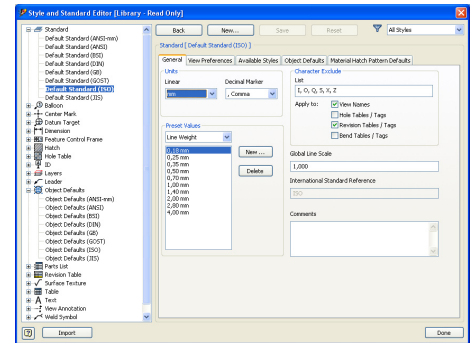 Style and Standard Editor [Library - Read Only]
Back
New...
Save
Reset
All Styles
Standard [ Default Standard (ISO) ]
Standard
Default Standard (ANSI-mm)
Default Standard (ANSI)
Default Standard (BSI)
Default Standard (DIN)
Default Standard (GB)
Default Standard (GOST)
Default Standard (ISO)
Default Standard (JIS)
Balloon
Center Mark
Datum Target
Dimension
Feature Control Frame
Hatch
Hole Table
ID
Layers
Leader
Object Defaults
Object Defaults (ANSI-mm)
Object Defaults (ANSI)
Object Defaults (BSI)
Object Defaults (DIN)
Object Defaults (GB)
Object Defaults (GOST)
Object Defaults (ISO)
Object Defaults (JIS)
Parts List
Revision Table
Surface Texture
Table
Text
View Annotation
Weld Symbol
General
View Preferences
Available Styles
Object Defaults
Material Hatch Pattern Defaults
Units
Linear
Decimal Marker
mm
, Comma
Preset Values
Line Weight
0,18 mm
0,25 mm
0,35 mm
0,50 mm
0,70 mm
1,00 mm
1,40 mm
2,00 mm
2,80 mm
4,00 mm
New ...
Delete
Character Exclude
List
I, O, Q, S, X, Z
Apply to:
View Names
Hole Tables / Tags
Revision Tables / Tags
Bend Tables / Tags
Global Line Scale
1,000
International Standard Reference
ISO
Comments
?
Import
Done